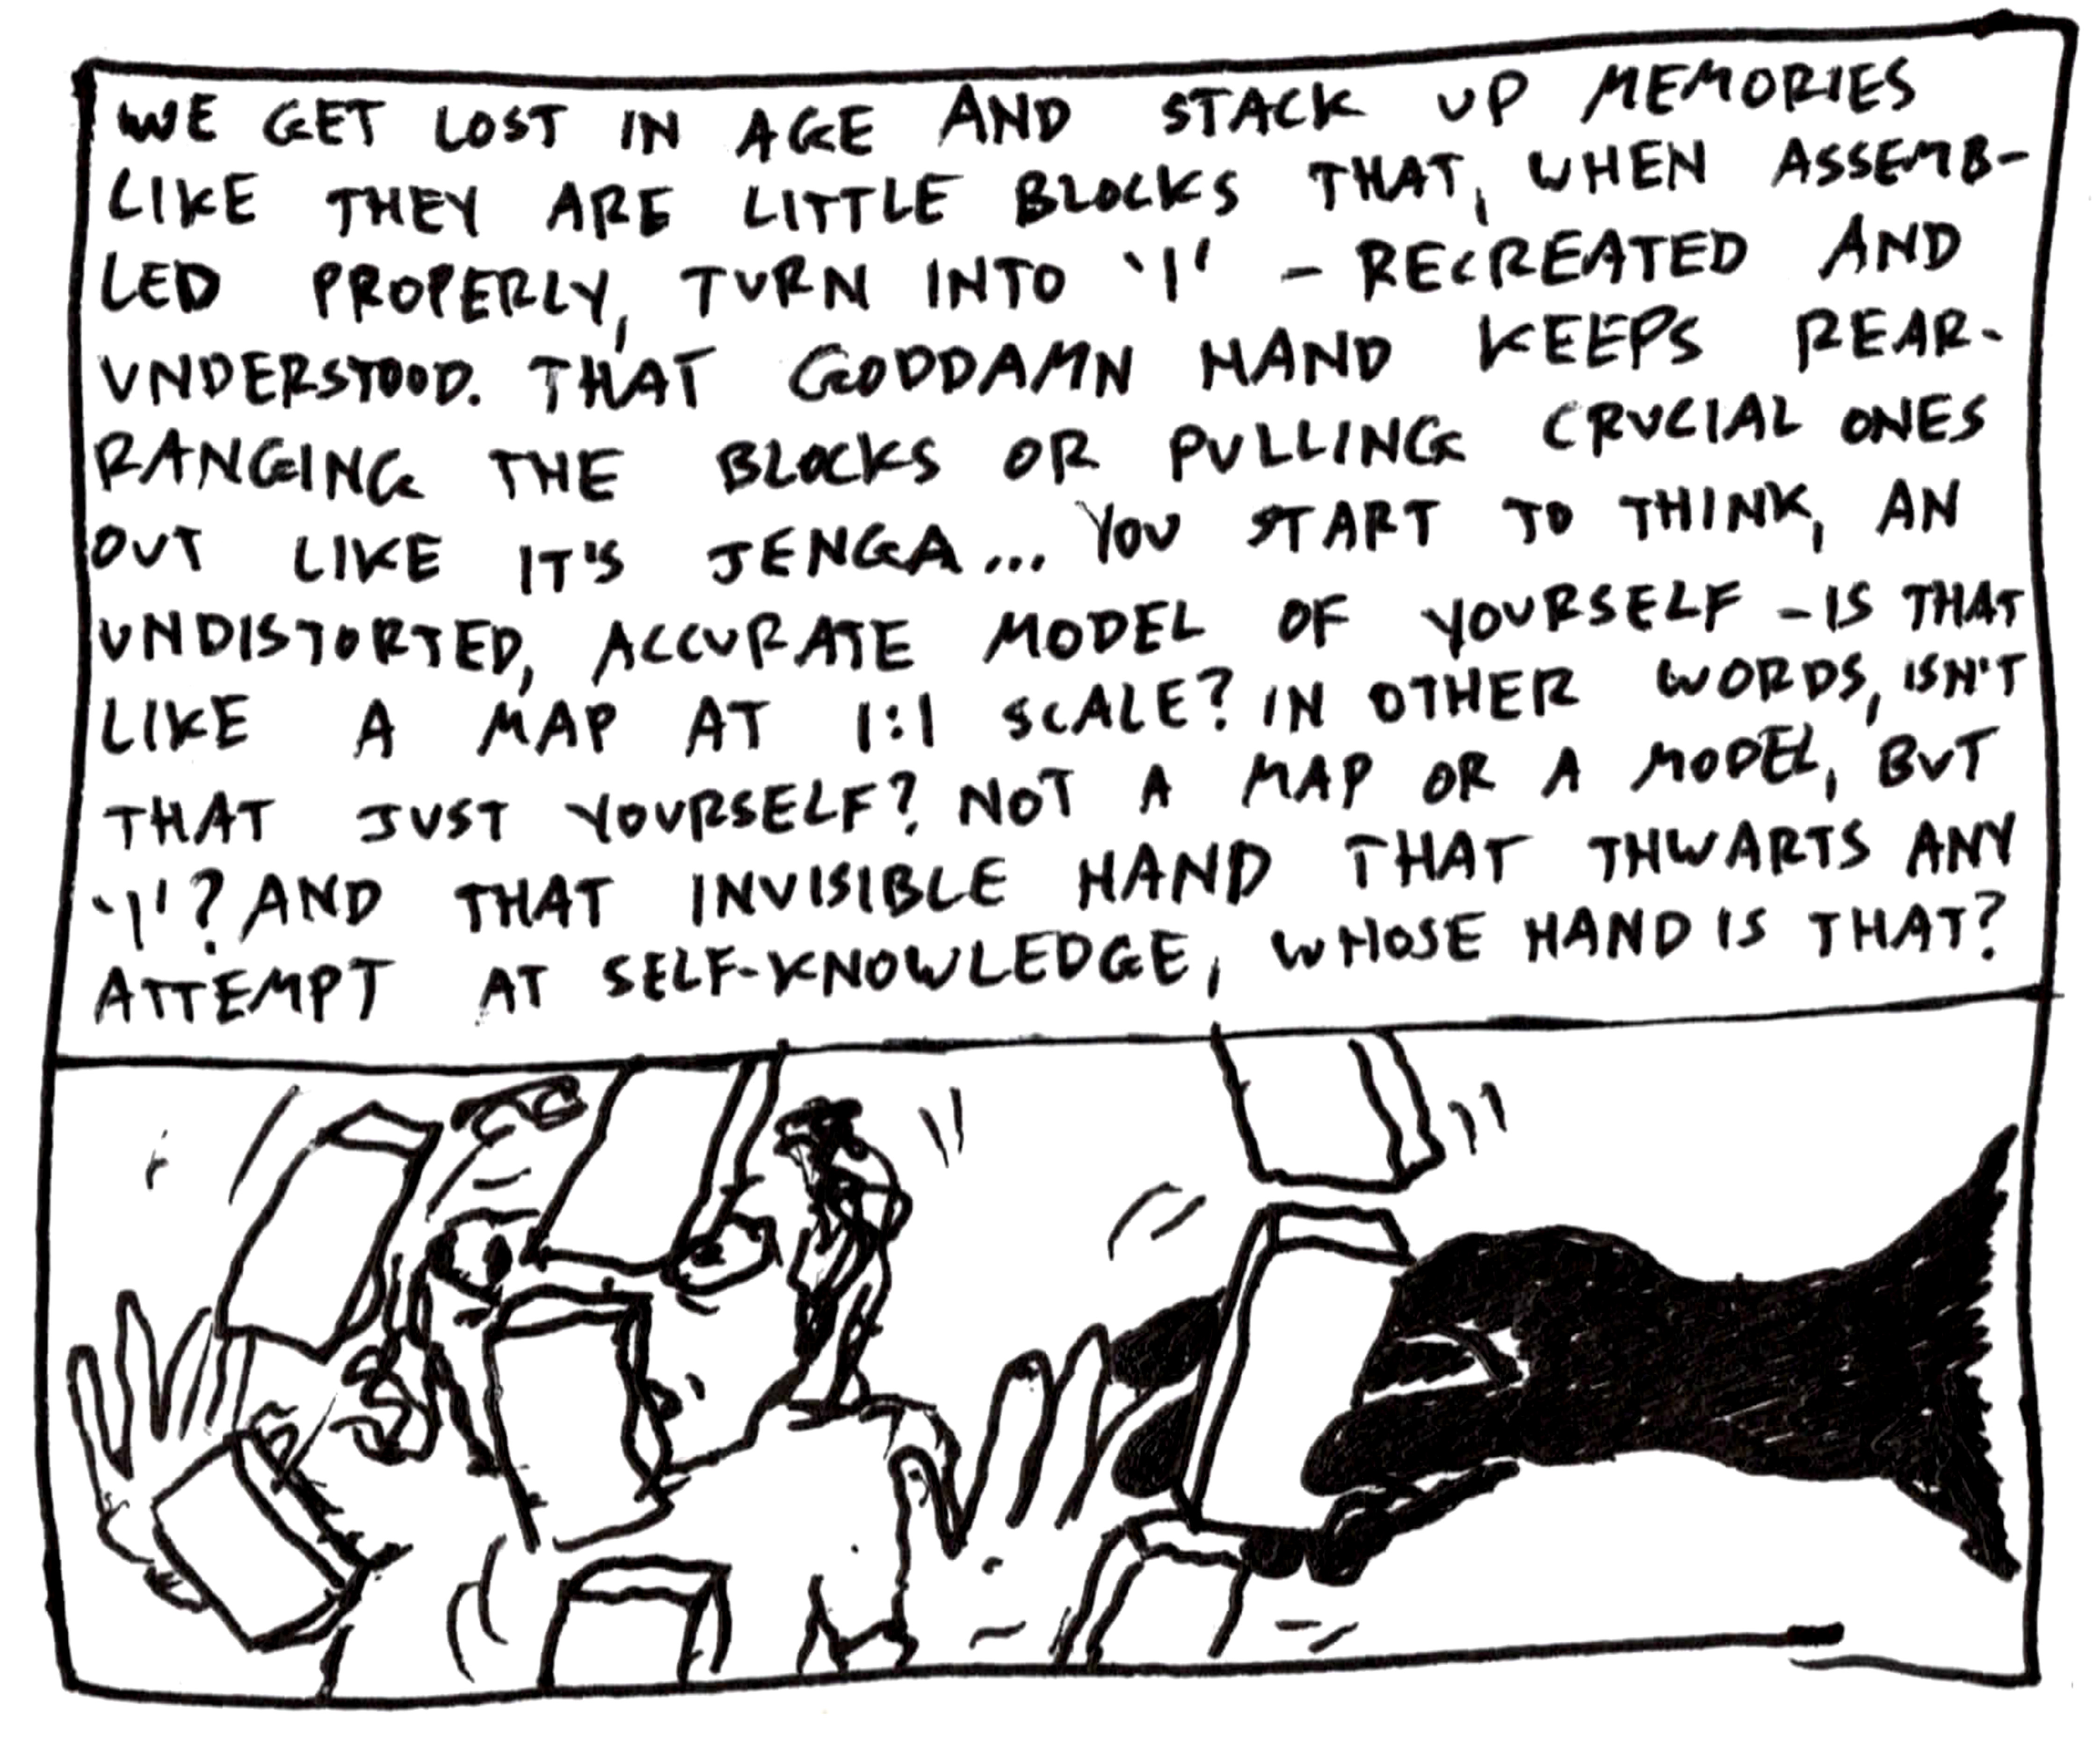 WE GET LOST IN AGE AND STACK UP MEMORIES
LIKE THEY ARE LITTLE BLOCKS THAT, WHEN ASSEMB-
LED PROPERLY, TURN INTO 'I' - RECREATED AND
UNDERSTOOD. THAT GODDAMN HAND KEEPS REAR-
RANGING THE BLOCKS OR PULLING CRUCIAL ONES
OUT LIKE IT'S JENGA... YOU START TO THINK, AN
UNDISTORTED, ACCURATE MODEL OF YOURSELF - IS THAT
LIKE A MAP AT 1:1 SCALE? IN OTHER WORDS, ISN'T
THAT JUST YOURSELF? NOT A MAP OR A MODEL, BUT
'I'? AND THAT INVISIBLE HAND THAT THWARTS ANY
ATTEMPT AT SELF-KNOWLEDGE, WHOSE HAND IS THAT?